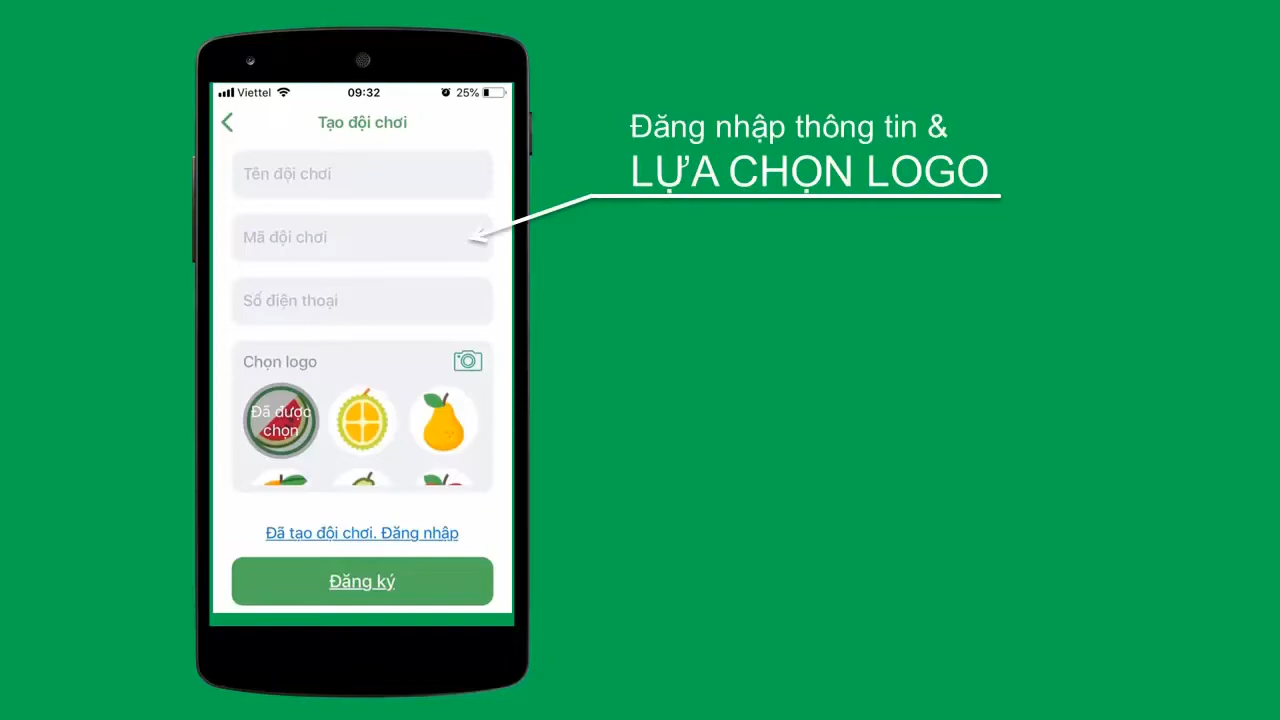 Viettel 09:32 25%
Tạo đội chơi
Tên đội chơi
Mã đội chơi
Số điện thoại
Chọn logo
Đã được
chọn
Đã tạo đội chơi. Đăng nhập
Đăng ký
Đăng nhập thông tin &
LỰA CHỌN LOGO